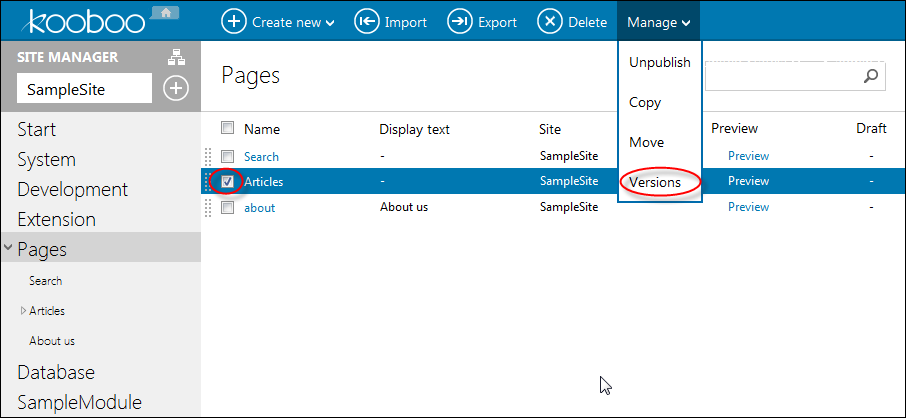 kooboo
Create new Import Export Delete Manage
SITE MANAGER
SampleSite
Start
System
Development
Extension
Pages
Search
Articles
About us
Database
SampleModule
Pages
Unpublish
Copy
Move
Versions
Name Display text Site Preview Draft
Search - SampleSite Preview -
Articles - SampleSite Preview -
about About us SampleSite Preview -